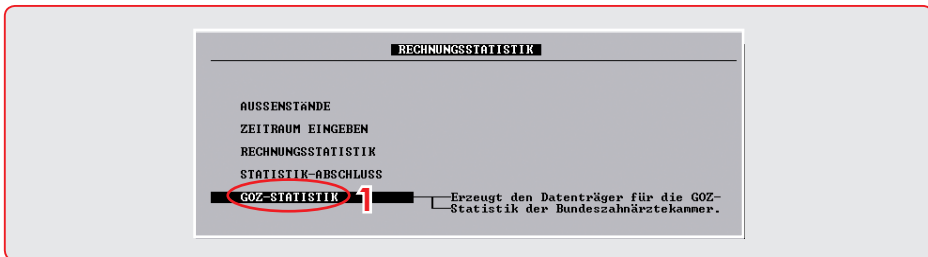 RECHNUNGSSTATISTIK
AUSSENSTäNDE
ZEITRAUM EINGEBEN
RECHNUNGSSTATISTIK
STATISTIK-ABSCHLUSS
GOZ-STATISTIK 1 Erzeugt den Datenträger für die GOZ-
Statistik der Bundeszahnärztekammer.